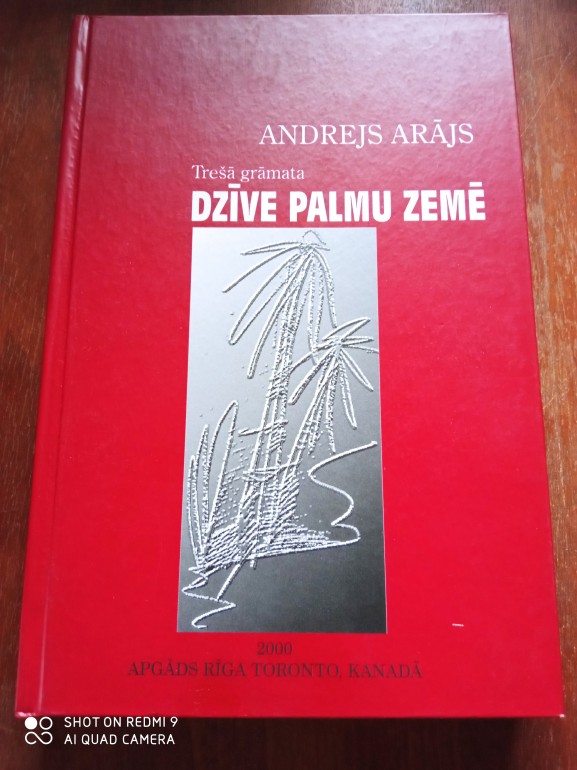 ANDREJS ARĀJS
Trešā grāmata
DZĪVE PALMU ZEMĒ
2000
APGĀDS RĪGA TORONTO, KANADĀ
SHOT ON REDMI 9
AI QUAD CAMERA